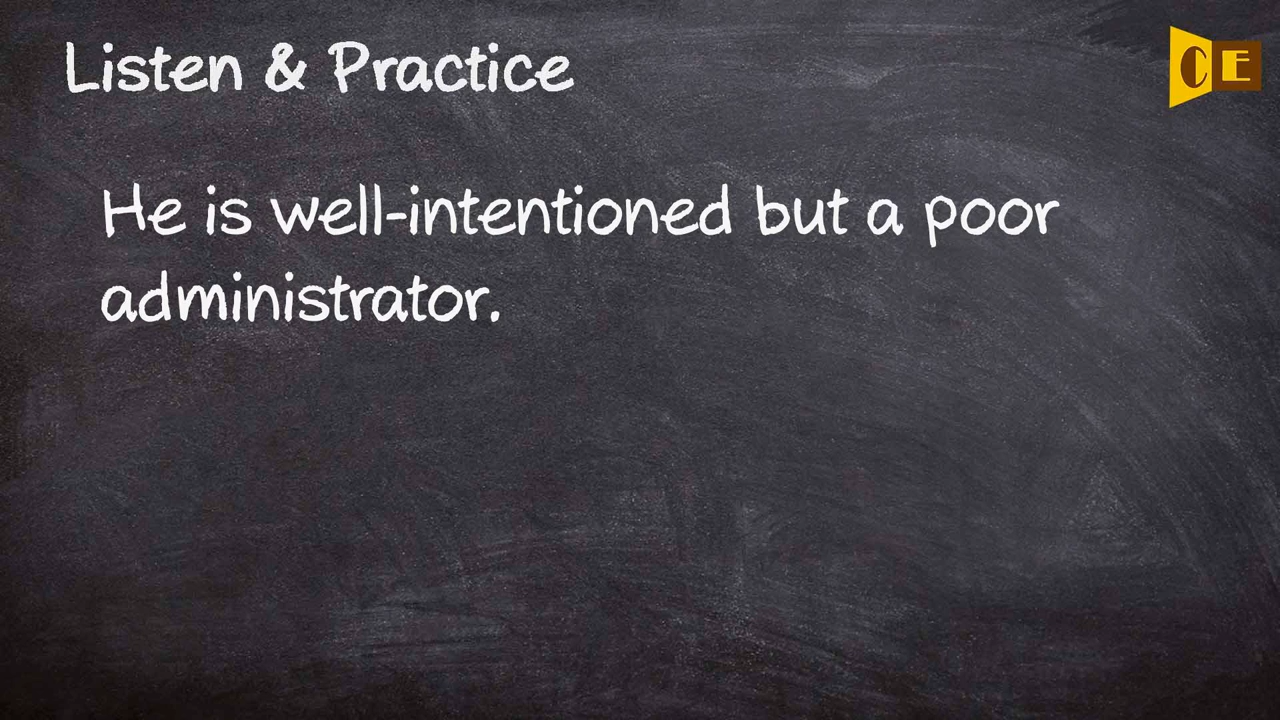 Listen & Practice
CE
He is well-intentioned but a poor
administrator.